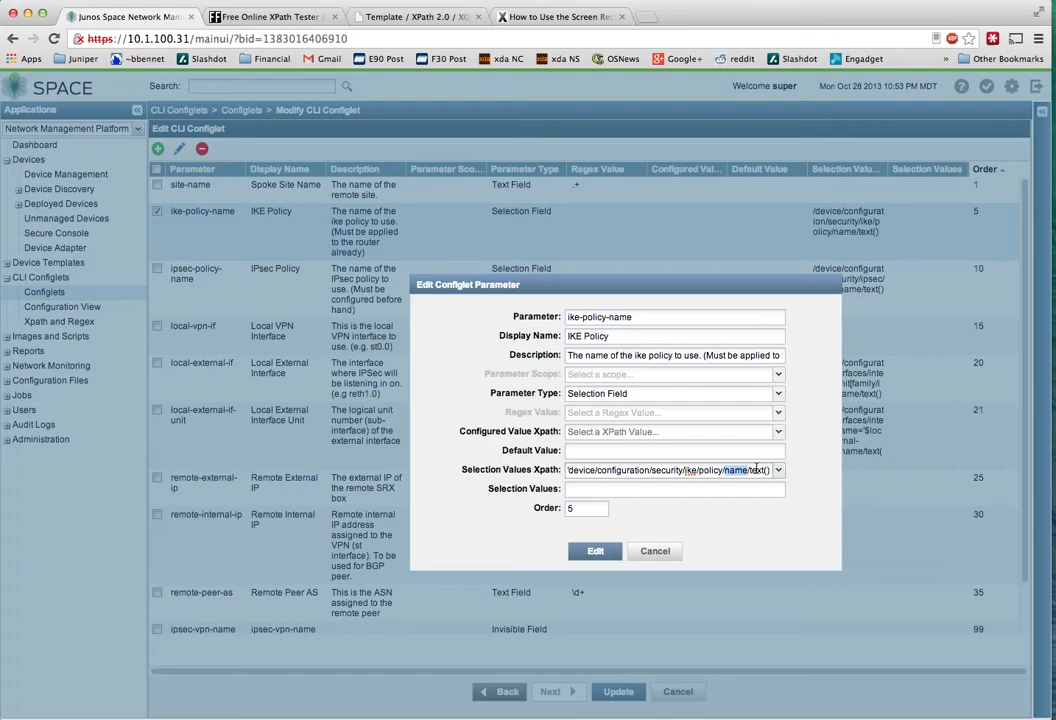 Junos Space Network Man
Free Online XPath Tester /
Template / XPath 2.0 / XQ
How to Use the Screen Rec
https://10.1.100.31/mainui/?bid=1383016406910
Apps
Juniper
~bbennet
Slashdot
Financial
Gmail
E90 Post
F30 Post
xda NC
xda NS
OSNews
Google+
reddit
Slashdot
Engadget
»
Other Bookmarks
SPACE
Search:
Welcome super
Mon Oct 28 2013 10:53 PM MDT
Applications
CLI Configlets > Configlets > Modify CLI Configlet
Network Management Platform
Edit CLI Configlet
Dashboard
Devices
Device Management
Device Discovery
Deployed Devices
Unmanaged Devices
Secure Console
Device Adapter
Device Templates
CLI Configlets
Configlets
Configuration View
Xpath and Regex
Images and Scripts
Reports
Network Monitoring
Configuration Files
Jobs
Users
Audit Logs
Administration
Parameter
Display Name
Description
Parameter Sco...
Parameter Type
Regex Value
Configured Val...
Default Value
Selection Valu...
Selection Values
Order
site-name
Spoke Site Name
The name of the
remote site.
Text Field
.+
1
ike-policy-name
IKE Policy
The name of the
ike policy to use.
(Must be applied
to the router
already)
Selection Field
/device/configurat
ion/security/ike/p
olicy/name/text()
5
ipsec-policy-
name
IPsec Policy
The name of the
IPsec policy to
use. (Must be
configured before
hand)
Selection Field
/device/configurat
ion/security/ipsec
10
local-vpn-if
Local VPN
Interface
This is the local
VPN interface to
use. (e.g. st0.0)
15
local-external-if
Local External
Interface
The interface
where IPSec will
be listening in on.
(e.g reth1.0)
/device/configurat
ion/interfaces/inte
20
local-external-if-
unit
Local External
Interface Unit
The logical
number (sub-
interface) of the
external interface
21
remote-external-
ip
Remote External
IP
The external IP of
the remote SRX
box
25
remote-internal-ip
Remote Internal
IP
Remote internal
IP address
assigned to the
VPN (st
interface). To be
used for BGP
peer.
30
remote-peer-as
Remote Peer AS
This is the ASN
assigned to the
remote peer
Text Field
\d+
35
ipsec-vpn-name
ipsec-vpn-name
Invisible Field
99
Edit Configlet Parameter
Parameter: ike-policy-name
Display Name: IKE Policy
Description: The name of the ike policy to use. (Must be applied to
Parameter Scope: Select a scope...
Parameter Type: Selection Field
Regex Value: Select a Regex Value...
Configured Value Xpath: Select a XPath Value...
Default Value:
Selection Values Xpath: /device/configuration/security/ike/policy/name/text()
Selection Values:
Order: 5
Edit
Cancel
Back
Next
Update
Cancel